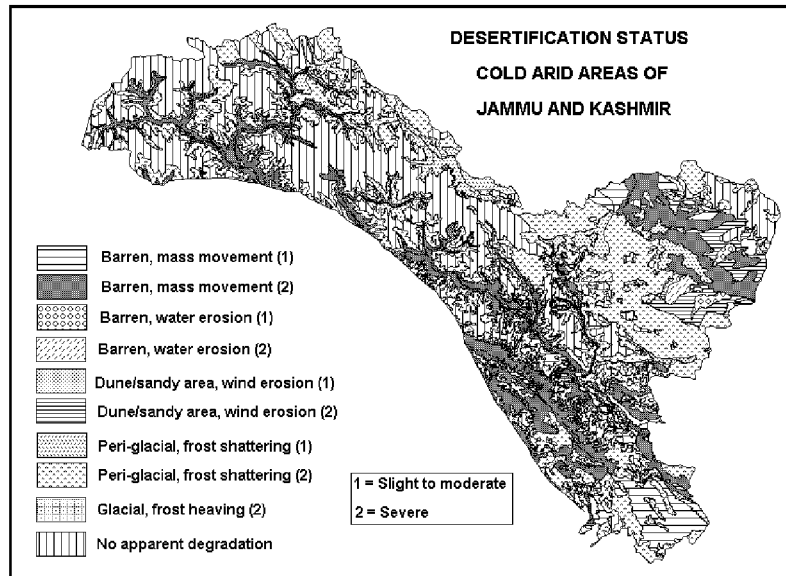 DESERTIFICATION STATUS
COLD ARID AREAS OF
JAMMU AND KASHMIR
Barren, mass movement (1)
Barren, mass movement (2)
Barren, water erosion (1)
Barren, water erosion (2)
Dune/sandy area, wind erosion (1)
Dune/sandy area, wind erosion (2)
Peri-glacial, frost shattering (1)
Peri-glacial, frost shattering (2)
Glacial, frost heaving (2)
No apparent degradation
1 = Slight to moderate
2 = Severe